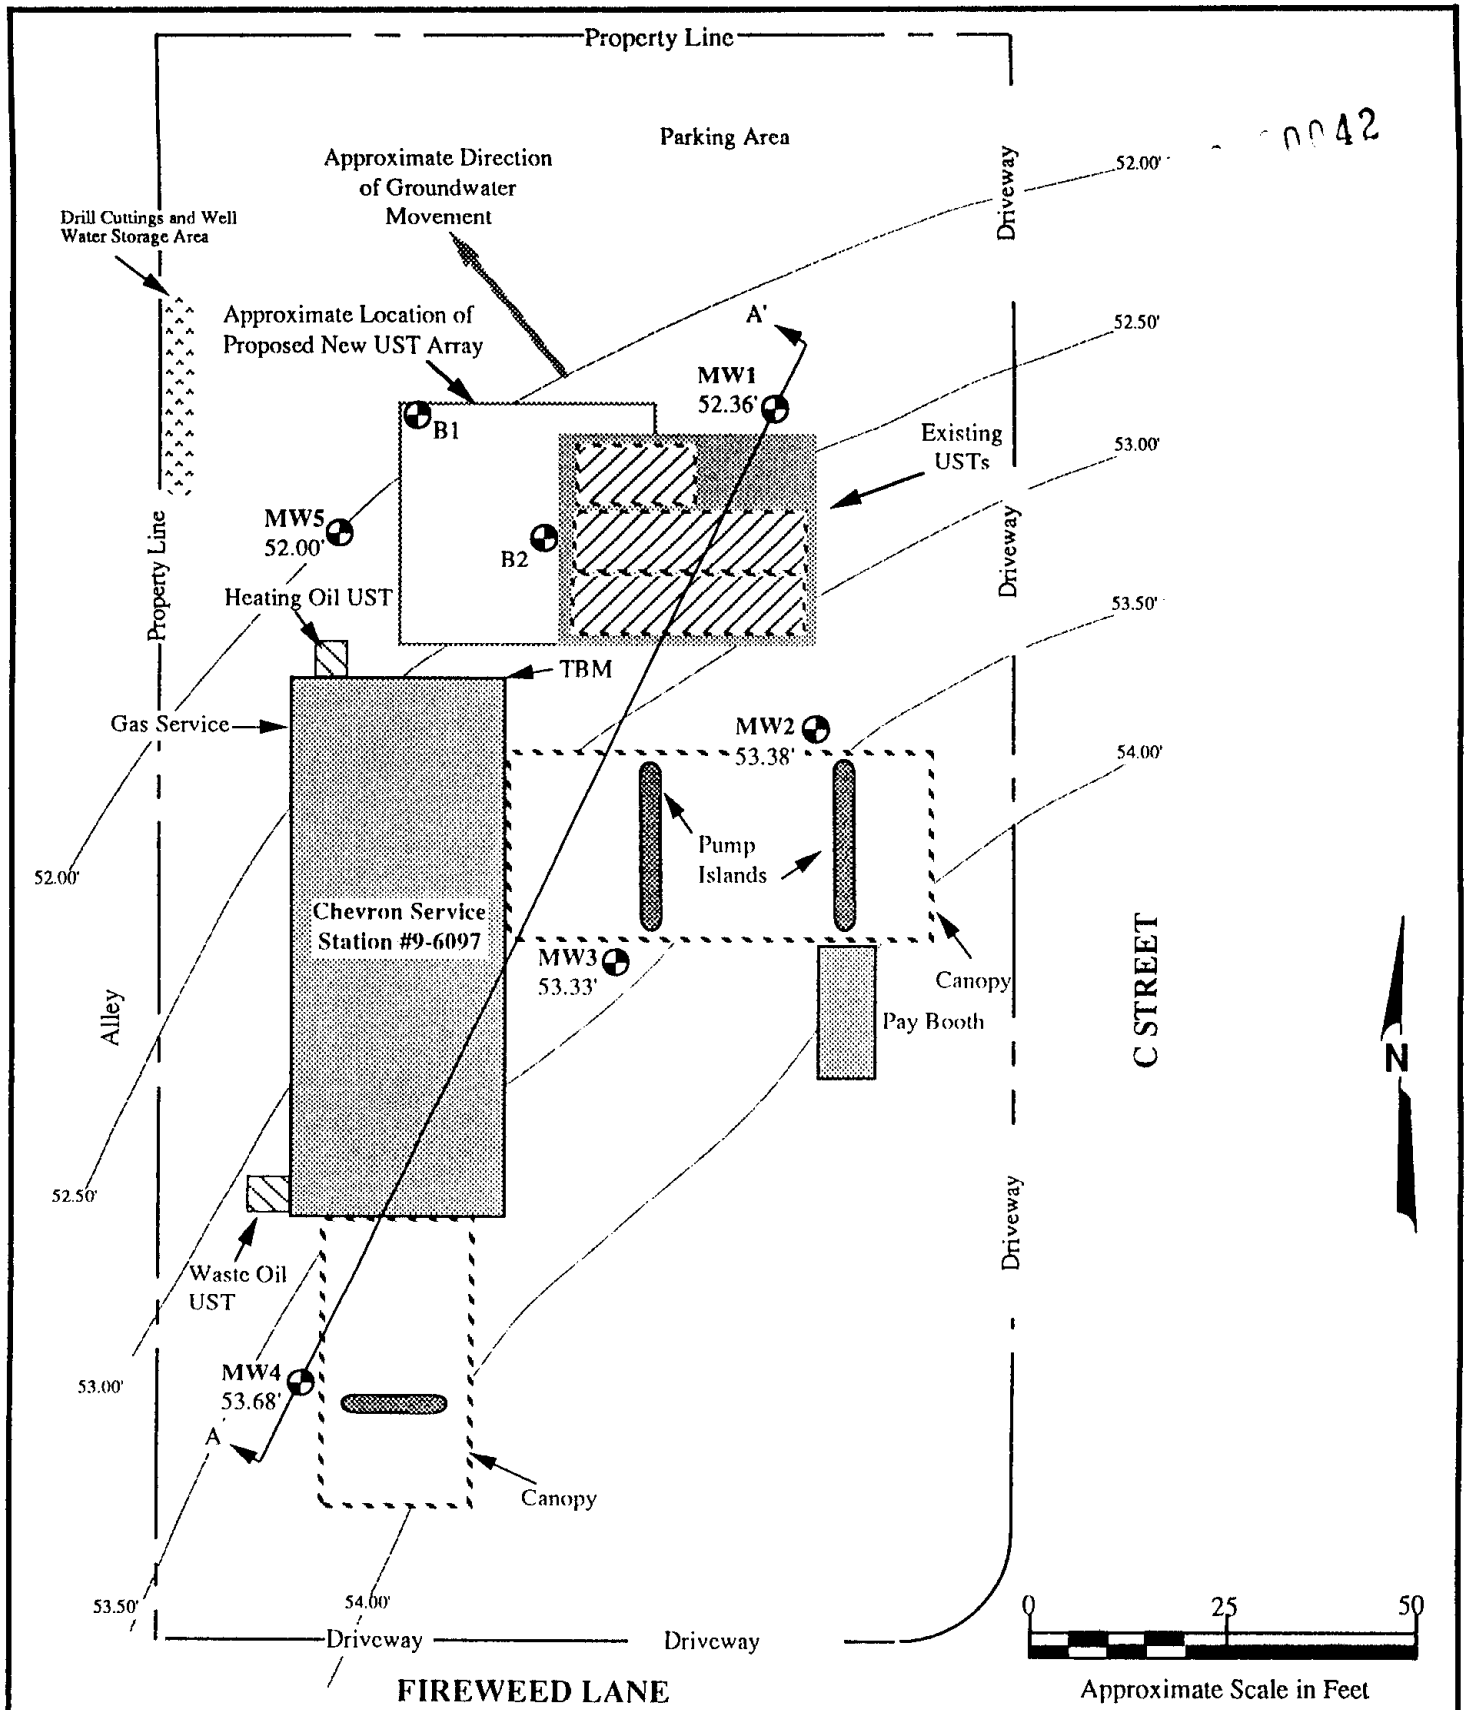 Property Line
Parking Area
0042
52.00'
Driveway
Approximate Direction
of Groundwater
Movement
Drill Cuttings and Well
Water Storage Area
Approximate Location of
Proposed New UST Array
A'
52.50'
MW1
52.36'
B1
Existing
USTs
53.00'
MW5
52.00'
B2
Property Line
Driveway
Heating Oil UST
53.50'
TBM
Gas Service
MW2
53.38'
54.00'
Pump
Islands
52.00'
Chevron Service
Station #9-6097
MW3
53.33'
Canopy
Pay Booth
C STREET
Alley
N
52.50'
Driveway
Waste Oil
UST
MW4
53.68'
53.00'
A
Canopy
53.50'
54.00'
Driveway
Driveway
0 25 50
FIREWEED LANE
Approximate Scale in Feet